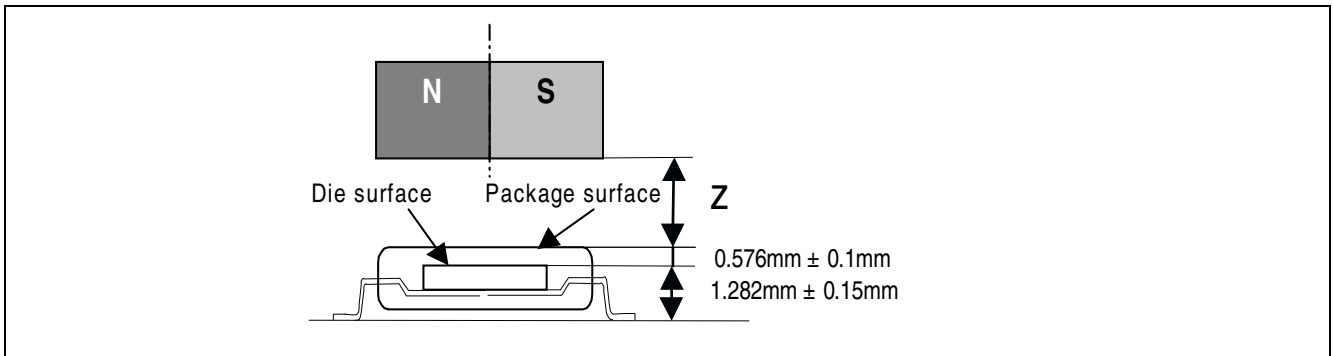 N S
Die surface Package surface
Z
0.576mm ± 0.1mm
1.282mm ± 0.15mm